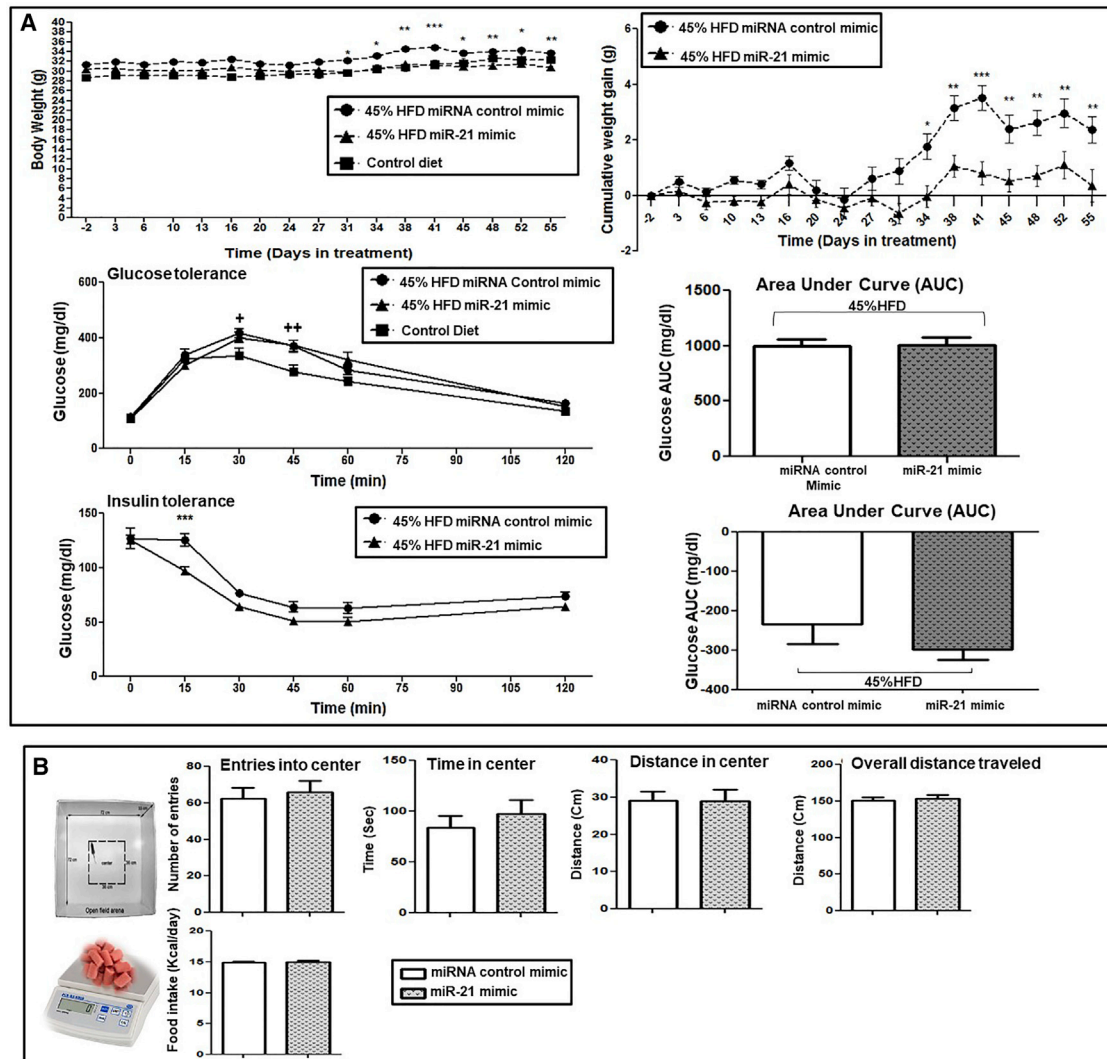 A
Body Weight (g)
40
38
36
34
32
30
28
26
24
22
20
18
16
14
12
10
8
6
4
2
0
* * ** *** * ** * **
45% HFD miRNA control mimic
45% HFD miR-21 mimic
Control diet
-2 3 6 10 13 16 20 24 27 31 34 38 41 45 48 52 55
Time (Days in treatment)
Cumulative weight gain (g)
6
4
2
0
-2
45% HFD miRNA control mimic
45% HFD miR-21 mimic
* ** *** ** ** ** **
-2 3 6 10 13 16 20 24 27 31 34 38 41 45 48 52 55
Time (Days in treatment)
Glucose tolerance
Glucose (mg/dl)
600
400
200
0
+ ++
45% HFD miRNA Control mimic
45% HFD miR-21 mimic
Control Diet
0 15 30 45 60 75 90 105 120
Time (min)
Area Under Curve (AUC)
45%HFD
Glucose AUC (mg/dl)
1500
1000
500
0
miRNA control
Mimic
miR-21 mimic
Insulin tolerance
Glucose (mg/dl)
150
100
50
0
***
45% HFD miRNA control mimic
45% HFD miR-21 mimic
0 15 30 45 60 75 90 105 120
Time (min)
Area Under Curve (AUC)
Glucose AUC (mg/dl)
0
-100
-200
-300
-400
45%HFD
miRNA control mimic miR-21 mimic
B
72 cm
72 cm
center
36 cm
36 cm
Open field arena
Entries into center
Number of entries
80
60
40
20
0
Time in center
Time (Sec)
150
100
50
0
Distance in center
Distance (Cm)
40
30
20
10
0
Overall distance traveled
Distance (Cm)
200
150
100
50
0
Food intake (Kcal/day)
20
15
10
5
0
miRNA control mimic
miR-21 mimic